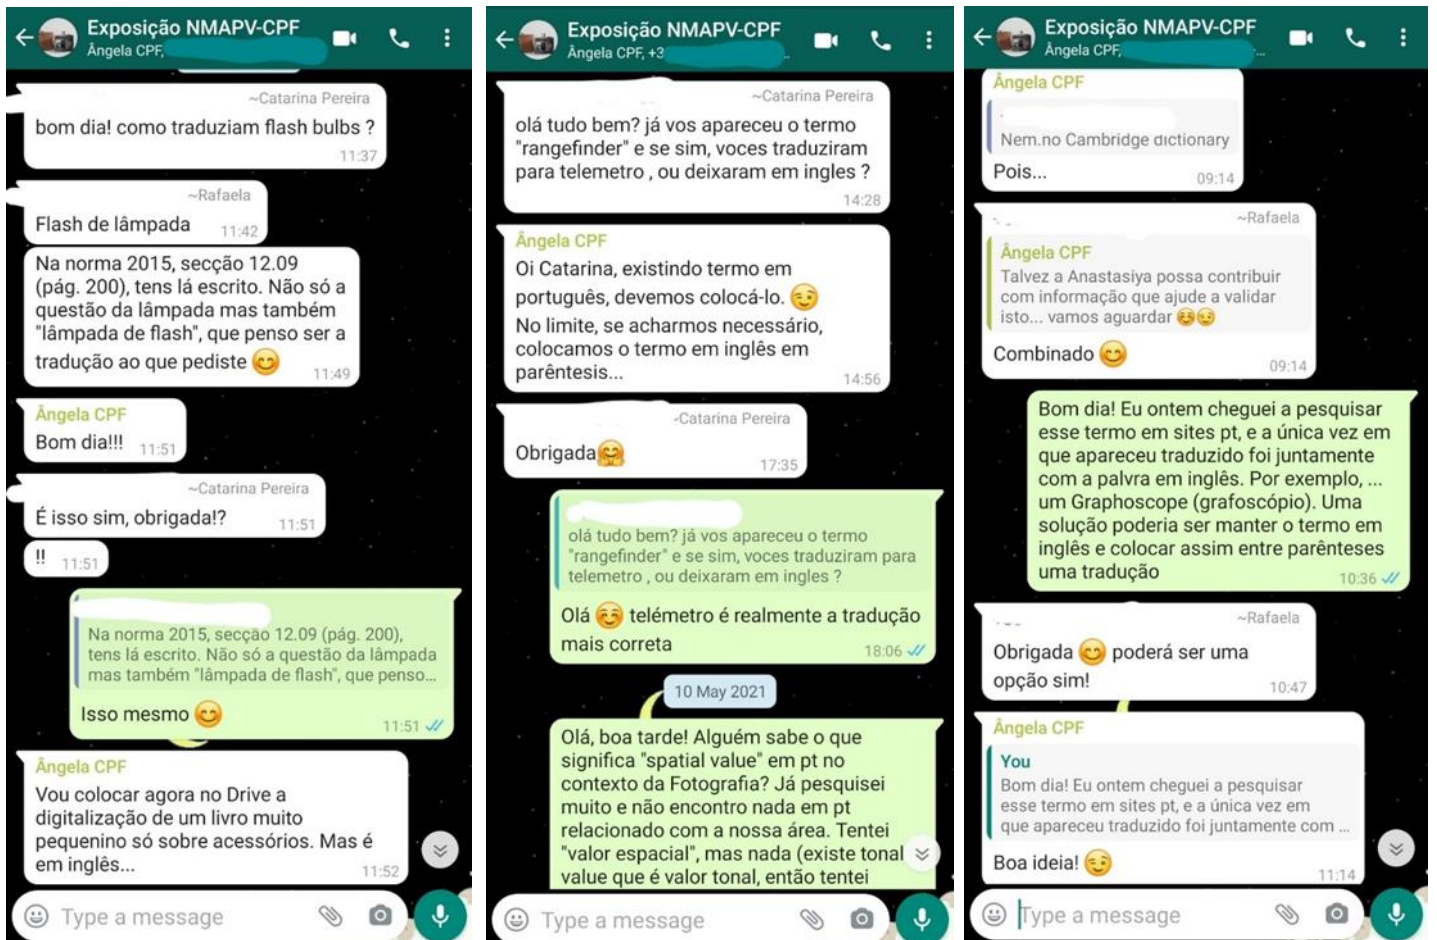 Exposição NMAPV-CPF
Ângela CPF,
~Catarina Pereira
bom dia! como traduziam flash bulbs ?
11:37
~Rafaela
Flash de lâmpada
11:42
Na norma 2015, secção 12.09
(pág. 200), tens lá escrito. Não só a
questão da lâmpada mas também
"lâmpada de flash", que penso ser a
tradução ao que pediste 😊
11:49
Ângela CPF
Bom dia!!!
11:51
~Catarina Pereira
É isso sim, obrigada!?
11:51
!!
11:51
Na norma 2015, secção 12.09 (pág. 200),
tens lá escrito. Não só a questão da lâmpada
mas também "lâmpada de flash", que penso...
Isso mesmo 😊
11:51
Ângela CPF
Vou colocar agora no Drive a
digitalização de um livro muito
pequenino só sobre acessórios. Mas é
em inglês...
11:52
Type a message
Exposição NMAPV-CPF
Ângela CPF, +3
~Catarina Pereira
olá tudo bem? já vos apareceu o termo
"rangefinder" e se sim, voces traduziram
para telemetro , ou deixaram em ingles ?
14:28
Ângela CPF
Oi Catarina, existindo termo em
português, devemos colocá-lo. 😉
No limite, se acharmos necessário,
colocamos o termo em inglês em
parêntesis...
14:56
~Catarina Pereira
Obrigada🤗
17:35
olá tudo bem? já vos apareceu o termo
"rangefinder" e se sim, voces traduziram para
telemetro , ou deixaram em ingles ?
Olá ☺️ telémetro é realmente a tradução
mais correta
18:06
10 May 2021
Olá, boa tarde! Alguém sabe o que
significa "spatial value" em pt no
contexto da Fotografia? Já pesquisei
muito e não encontro nada em pt
relacionado com a nossa área. Tentei
"valor espacial", mas nada (existe tonal
value que é valor tonal, então tentei
Type a message
Exposição NMAPV-CPF
Ângela CPF,
Ângela CPF
Nem.no Cambridge dictionary
Pois...
09:14
~Rafaela
Ângela CPF
Talvez a Anastasiya possa contribuir
com informação que ajude a validar
isto... vamos aguardar ☺️😉
Combinado 😊
09:14
Bom dia! Eu ontem cheguei a pesquisar
esse termo em sites pt, e a única vez em
que apareceu traduzido foi juntamente
com a palvra em inglês. Por exemplo, ...
um Graphoscope (grafoscópio). Uma
solução poderia ser manter o termo em
inglês e colocar assim entre parênteses
uma tradução
10:36
~Rafaela
Obrigada 😊 poderá ser uma
opção sim!
10:47
Ângela CPF
You
Bom dia! Eu ontem cheguei a pesquisar
esse termo em sites pt, e a única vez em
que apareceu traduzido foi juntamente com ...
Boa ideia! 😉
11:14
Type a message